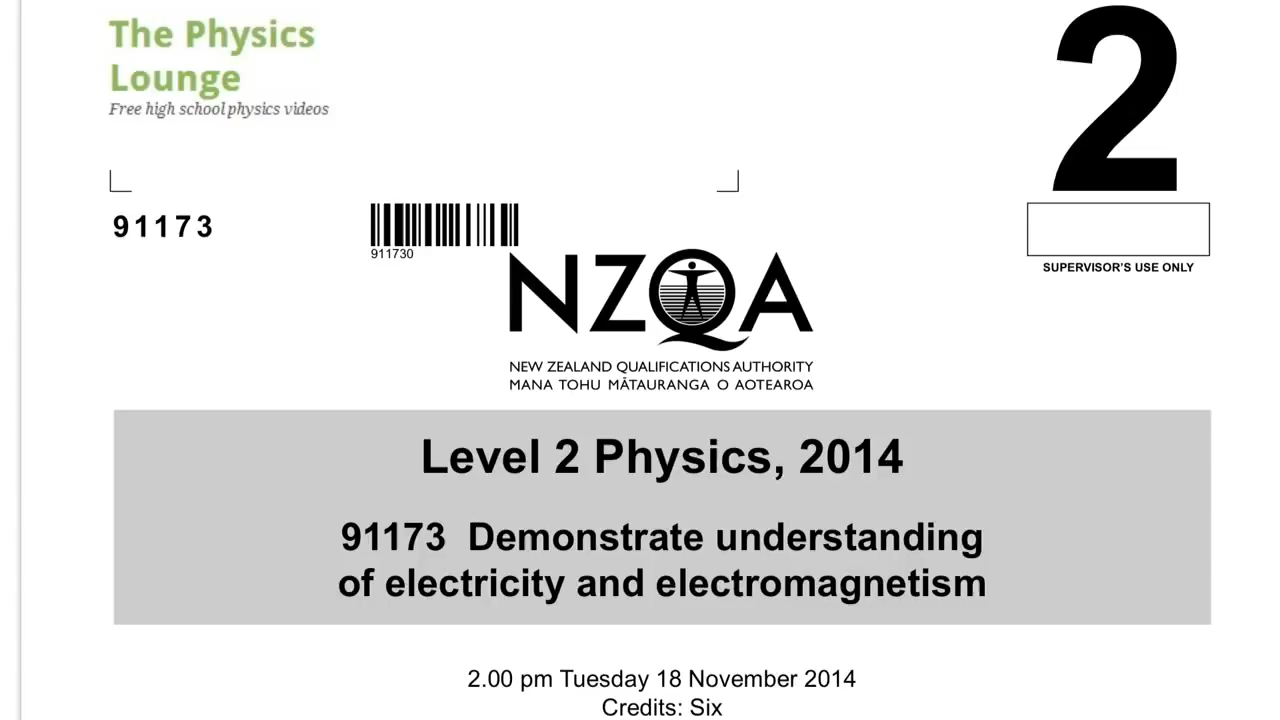 The Physics
Lounge
Free high school physics videos
2
91173
911730
SUPERVISOR'S USE ONLY
NZQA
NEW ZEALAND QUALIFICATIONS AUTHORITY
MANA TOHU MĀTAURANGA O AOTEAROA
Level 2 Physics, 2014
91173 Demonstrate understanding
of electricity and electromagnetism
2.00 pm Tuesday 18 November 2014
Credits: Six